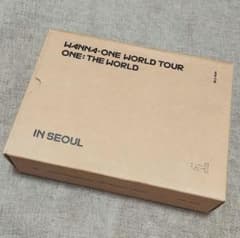 WANNA·ONE WORLD TOUR
ONE: THE WORLD
IN SEOUL